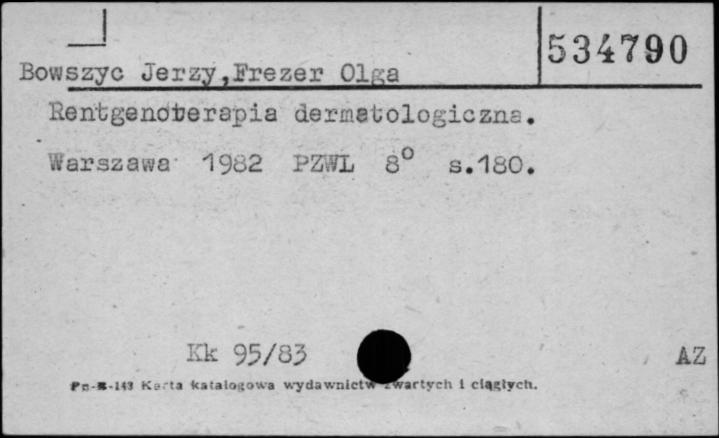 534790
Bowszyc Jerzy,Frezer Olga
Rentgenoterapia dermatologiczna.
Warszawa 1982 PZWL 8° s.180.
Kk 95/83
AZ
Karta katalogowa wydawnictw zwartych i ciągłych.